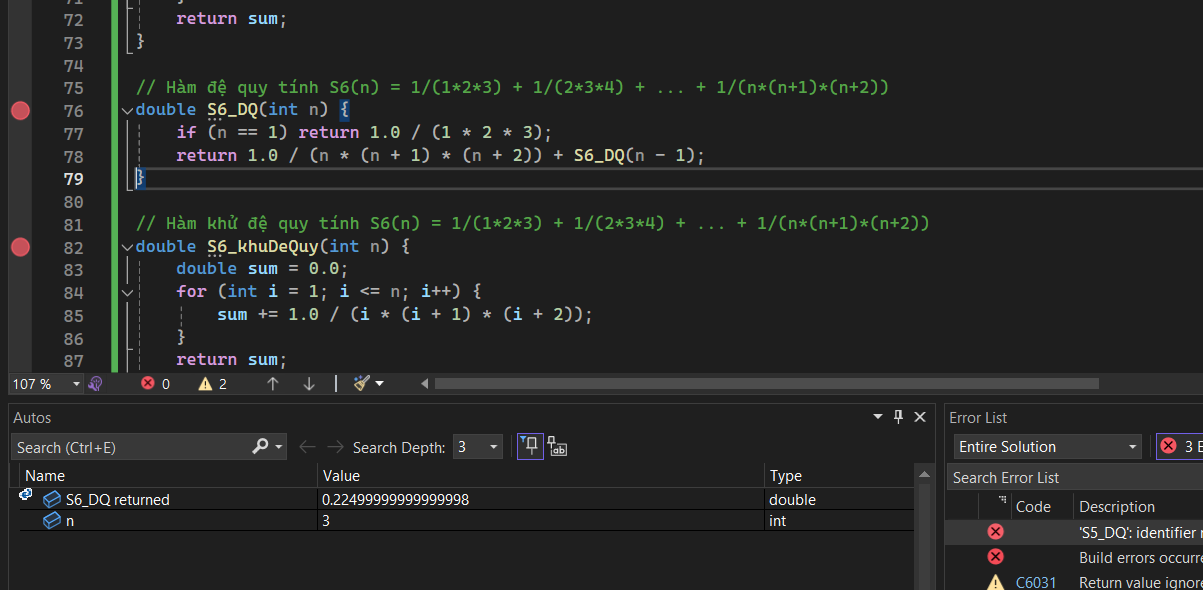 71 }
72 return sum;
73 }
74
75 // Hàm đệ quy tính S6(n) = 1/(1*2*3) + 1/(2*3*4) + ... + 1/(n*(n+1)*(n+2))
76 double S6_DQ(int n) {
77 if (n == 1) return 1.0 / (1 * 2 * 3);
78 return 1.0 / (n * (n + 1) * (n + 2)) + S6_DQ(n - 1);
79 }
80
81 // Hàm khử đệ quy tính S6(n) = 1/(1*2*3) + 1/(2*3*4) + ... + 1/(n*(n+1)*(n+2))
82 double S6_khuDeQuy(int n) {
83 double sum = 0.0;
84 for (int i = 1; i <= n; i++) {
85 sum += 1.0 / (i * (i + 1) * (i + 2));
86 }
87 return sum;
107 % 0 2
Autos
Search (Ctrl+E) Search Depth: 3
Name Value Type
S6_DQ returned 0.22499999999999998 double
n 3 int
Error List
Entire Solution 3 E
Search Error List
Code Description
'S5_DQ': identifier
Build errors occurre
C6031 Return value ignore